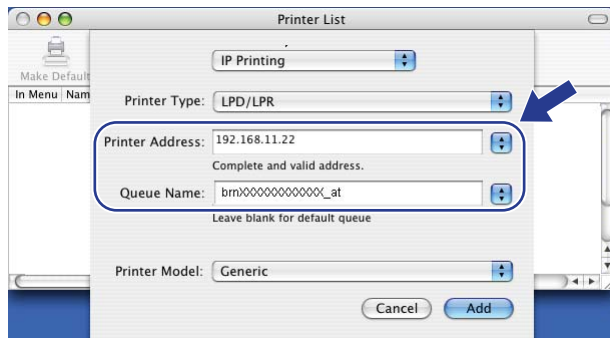 Printer List
IP Printing
Make Default
In Menu Nam
Printer Type: LPD/LPR
Printer Address: 192.168.11.22
Complete and valid address.
Queue Name: brnXXXXXXXXXXXX_at
Leave blank for default queue
Printer Model: Generic
Cancel Add